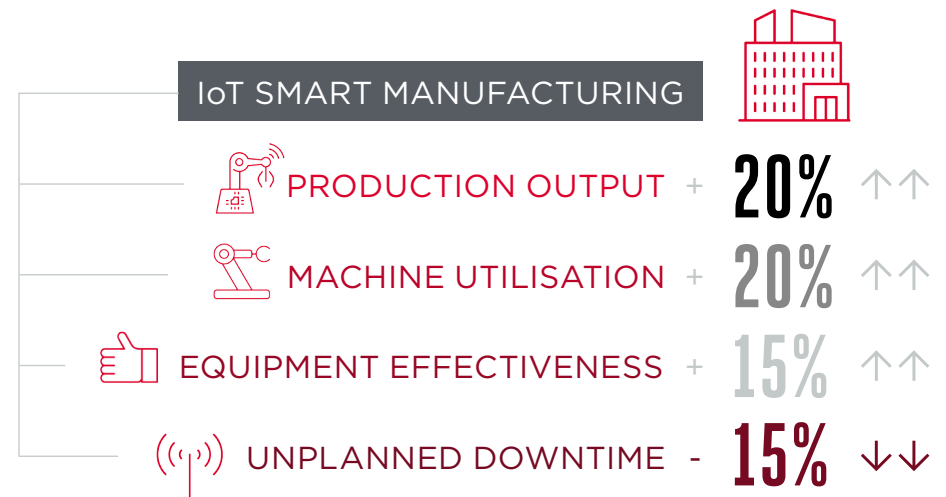 IoT SMART MANUFACTURING
PRODUCTION OUTPUT + 20% ↑↑
MACHINE UTILISATION + 20% ↑↑
EQUIPMENT EFFECTIVENESS + 15% ↑↑
UNPLANNED DOWNTIME - 15% ↓↓